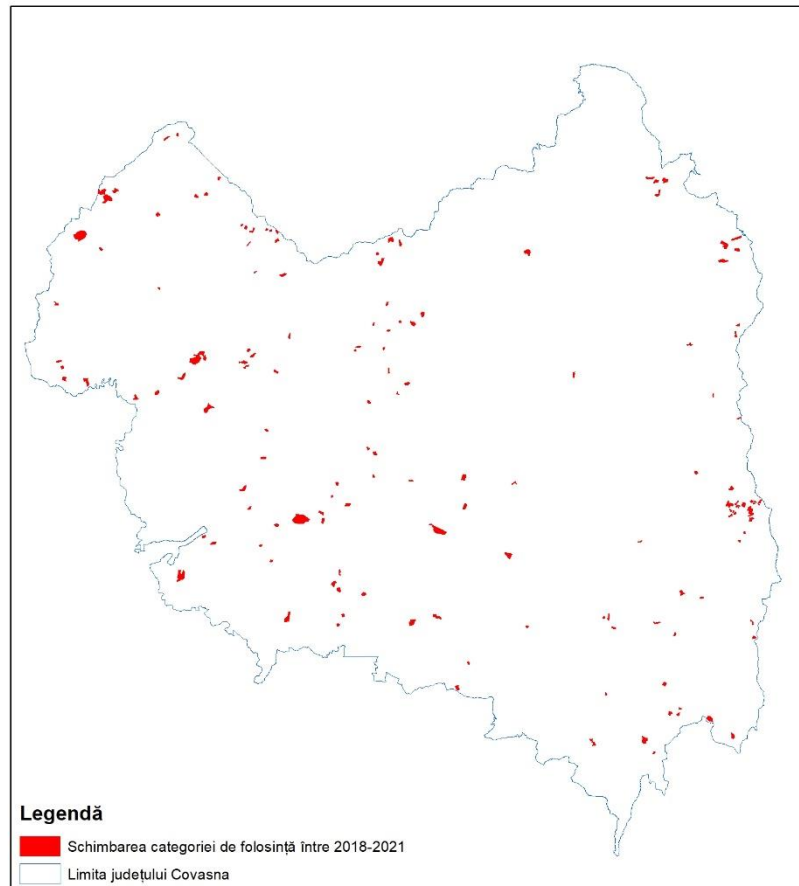 Legendă
Schimbarea categoriei de folosință între 2018-2021
Limita județului Covasna